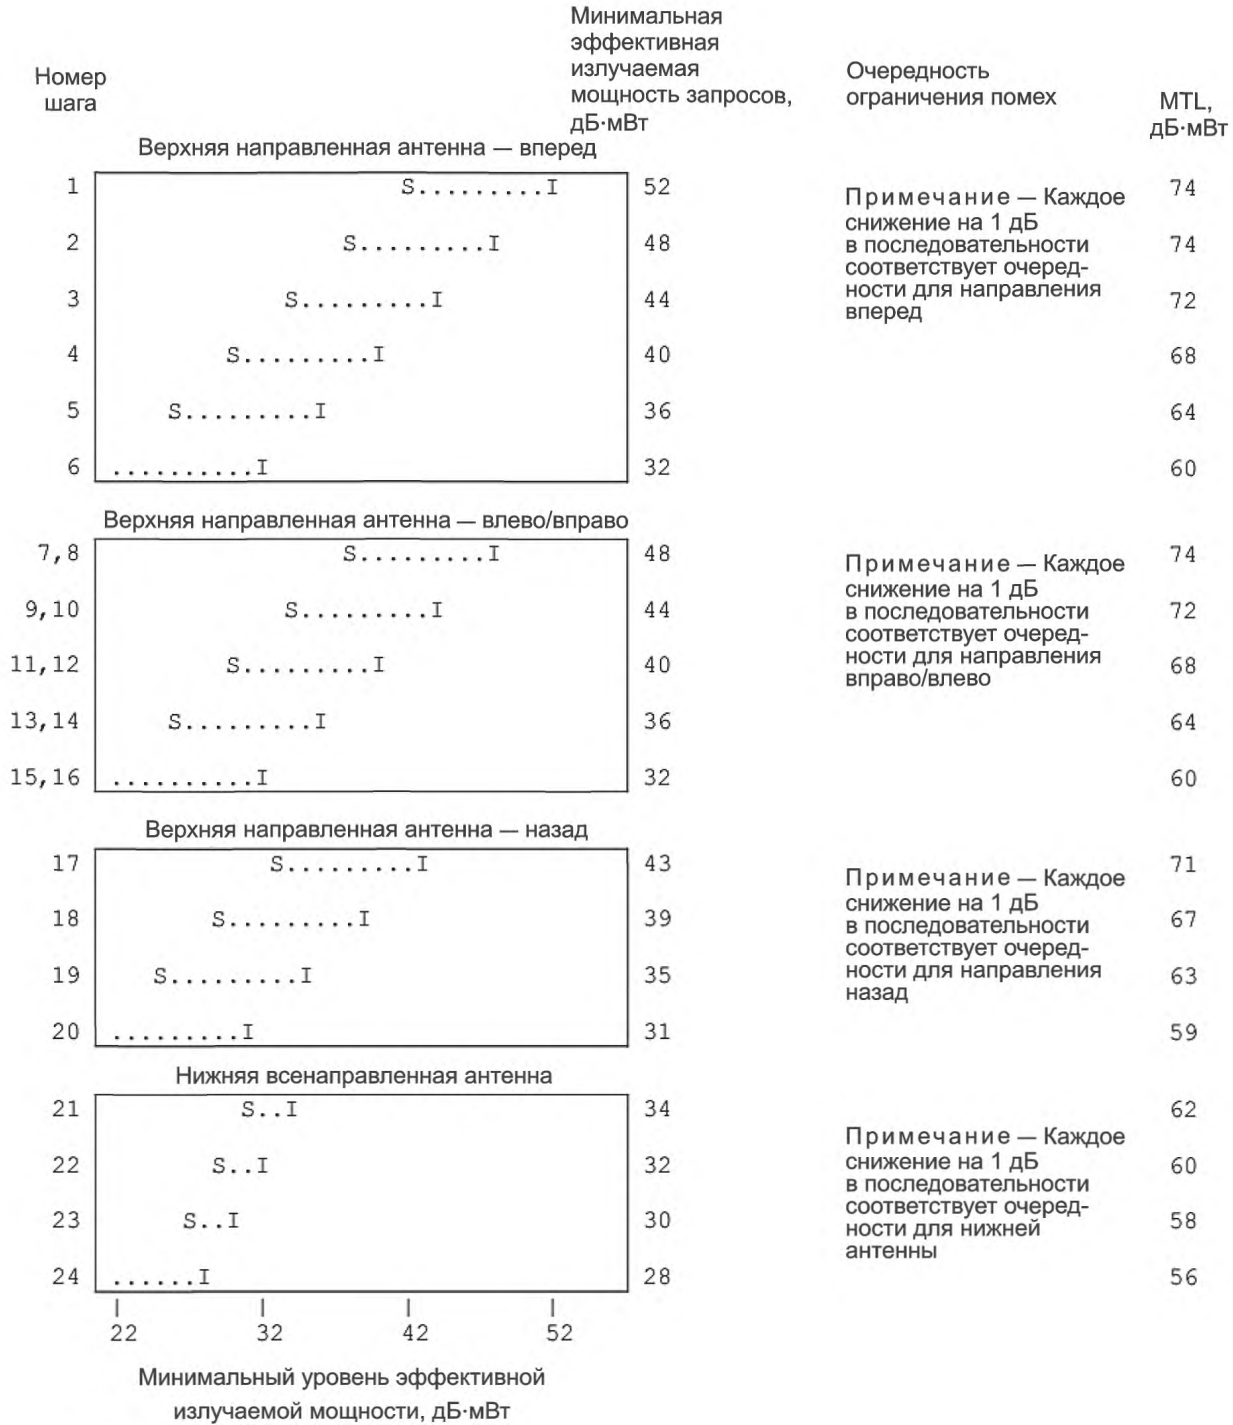 Минимальная
эффективная
излучаемая
мощность запросов,
дБ·мВт
Номер
шага
Очередность
ограничения помех
MTL,
дБ·мВт
Верхняя направленная антенна — вперед
1 S.........I 52 74
2 S.........I 48 74
3 S.........I 44 72
4 S.........I 40 68
5 S.........I 36 64
6 ..........I 32 60
Примечание — Каждое
снижение на 1 дБ
в последовательности
соответствует очеред-
ности для направления
вперед
Верхняя направленная антенна — влево/вправо
7,8 S.........I 48 74
9,10 S.........I 44 72
11,12 S.........I 40 68
13,14 S.........I 36 64
15,16 ..........I 32 60
Примечание — Каждое
снижение на 1 дБ
в последовательности
соответствует очеред-
ности для направления
вправо/влево
Верхняя направленная антенна — назад
17 S.........I 43 71
18 S.........I 39 67
19 S.........I 35 63
20 .........I 31 59
Примечание — Каждое
снижение на 1 дБ
в последовательности
соответствует очеред-
ности для направления
назад
Нижняя всенаправленная антенна
21 S..I 34 62
22 S..I 32 60
23 S..I 30 58
24 ......I 28 56
Примечание — Каждое
снижение на 1 дБ
в последовательности
соответствует очеред-
ности для нижней
антенны
22 32 42 52
Минимальный уровень эффективной
излучаемой мощности, дБ·мВт